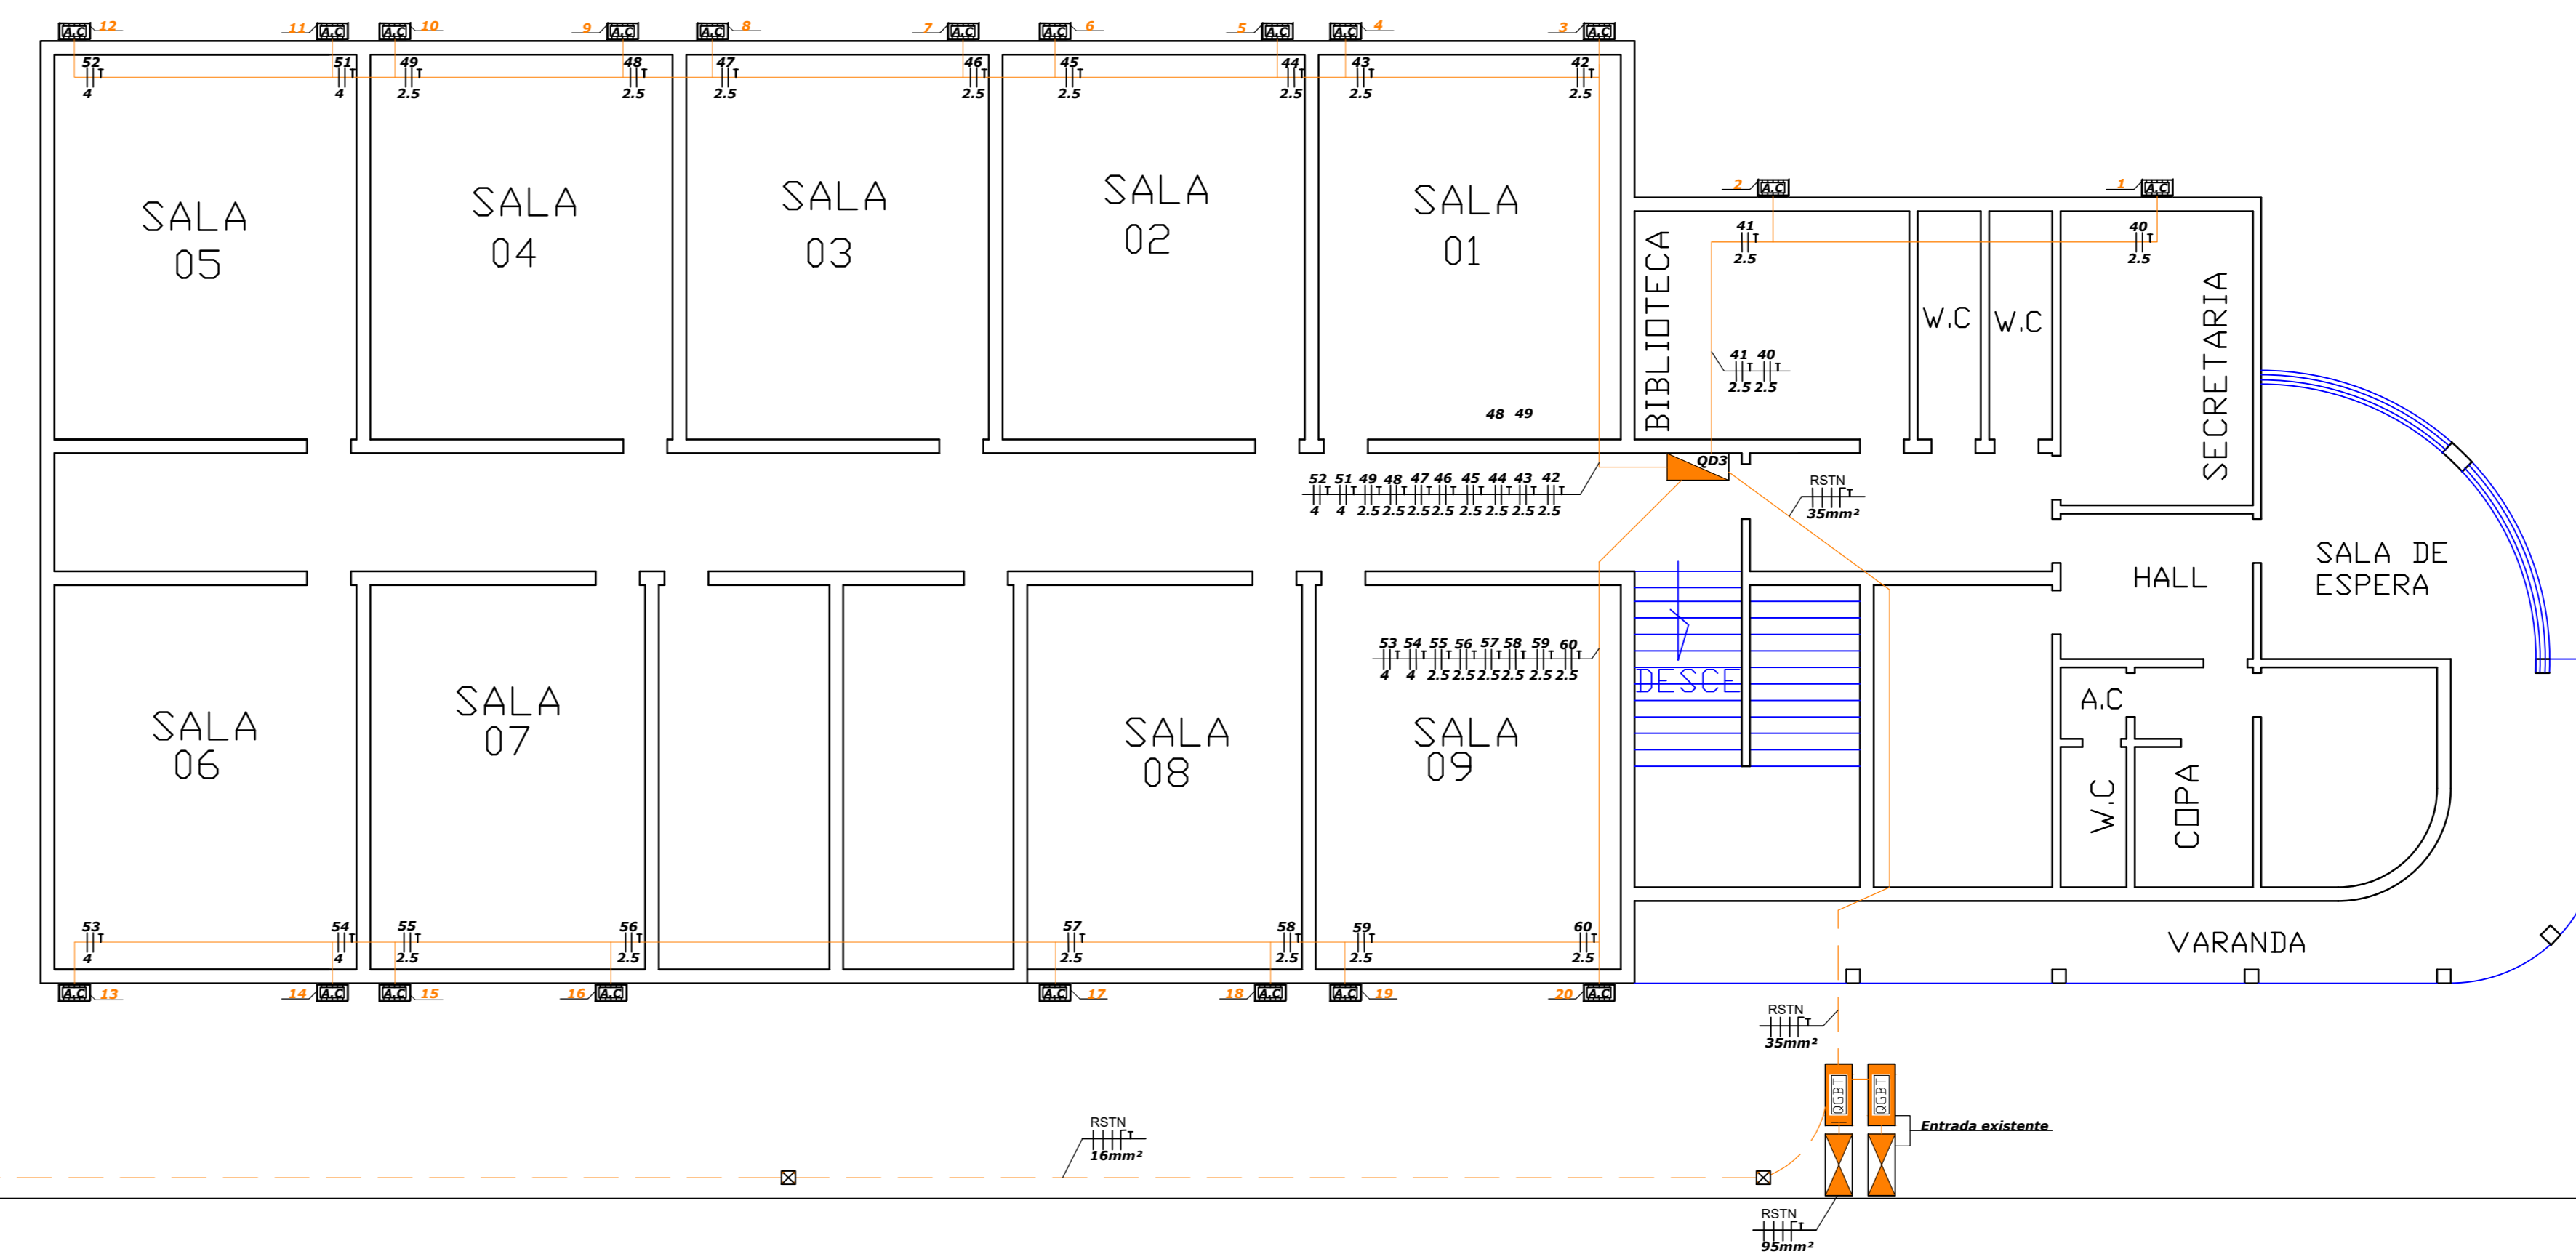 A.C 12 11 A.C A.C 10 9 A.C A.C 8 7 A.C A.C 6 5 A.C A.C 4 3 A.C
52 T 4
51 T 4
49 T 2.5
48 T 2.5
47 T 2.5
46 T 2.5
45 T 2.5
44 T 2.5
43 T 2.5
42 T 2.5
2 A.C 1 A.C
41 T 2.5
40 T 2.5
SALA
05
SALA
04
SALA
03
SALA
02
SALA
01
BIBLIOTECA
W.C
W.C
SECRETARIA
41 40
T T
2.5 2.5
48 49
QD3
52 51 49 48 47 46 45 44 43 42
T T T T T T T T T T
4 4 2.5 2.5 2.5 2.5 2.5 2.5 2.5 2.5
RSTN
T
35mm²
SALA DE
ESPERA
HALL
53 54 55 56 57 58 59 60
T T T T T T T T
4 4 2.5 2.5 2.5 2.5 2.5 2.5
DESCE
SALA
06
SALA
07
SALA
08
SALA
09
A.C
W.C
COPA
53 T 4
54 T 4
55 T 2.5
56 T 2.5
57 T 2.5
58 T 2.5
59 T 2.5
60 T 2.5
VARANDA
A.C 13 14 A.C A.C 15 16 A.C A.C 17 18 A.C A.C 19 20 A.C
RSTN
T
35mm²
QGBT
QGBT
Entrada existente
RSTN
T
16mm²
RSTN
T
95mm²